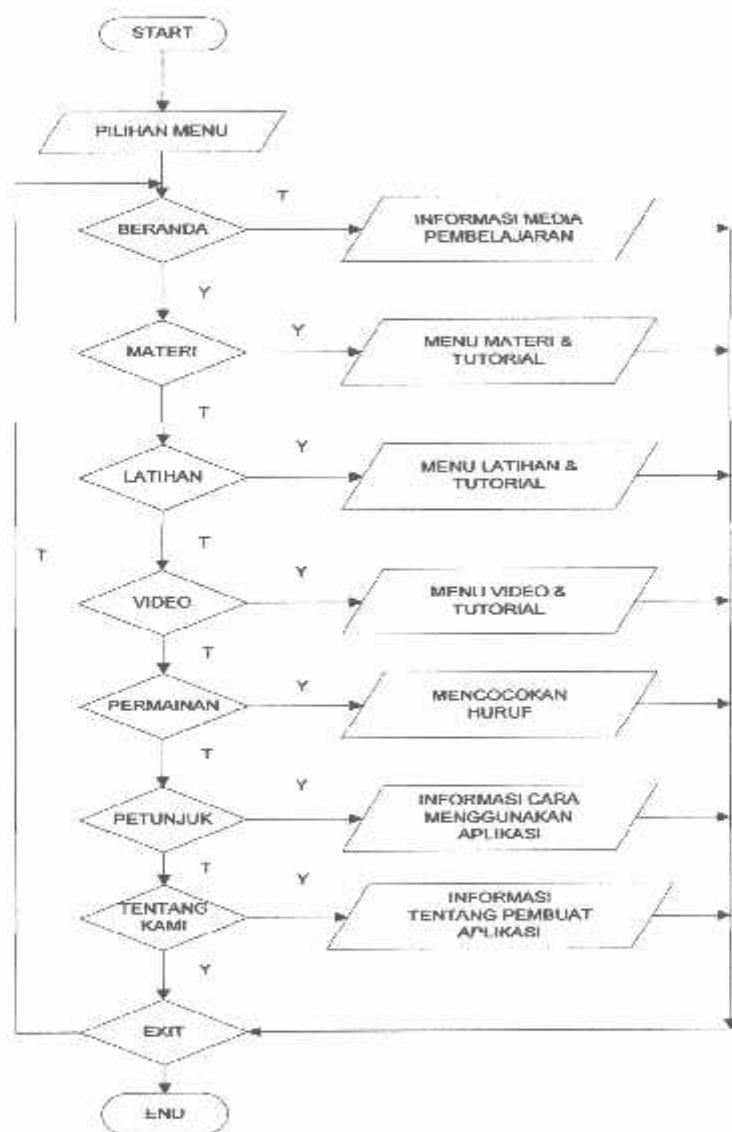 START
PILIHAN MENU
T
BERANDA
INFORMASI MEDIA
PEMBELAJARAN
Y
Y
MATERI
MENU MATERI &
TUTORIAL
T
Y
LATIHAN
MENU LATIHAN &
TUTORIAL
T
T
Y
VIDEO
MENU VIDEO &
TUTORIAL
T
Y
PERMAINAN
MENCOCOKAN
HURUF
T
Y
PETUNJUK
INFORMASI CARA
MENGGUNAKAN
APLIKASI
T
Y
TENTANG
KAMI
INFORMASI
TENTANG PEMBUAT
APLIKASI
Y
EXIT
END